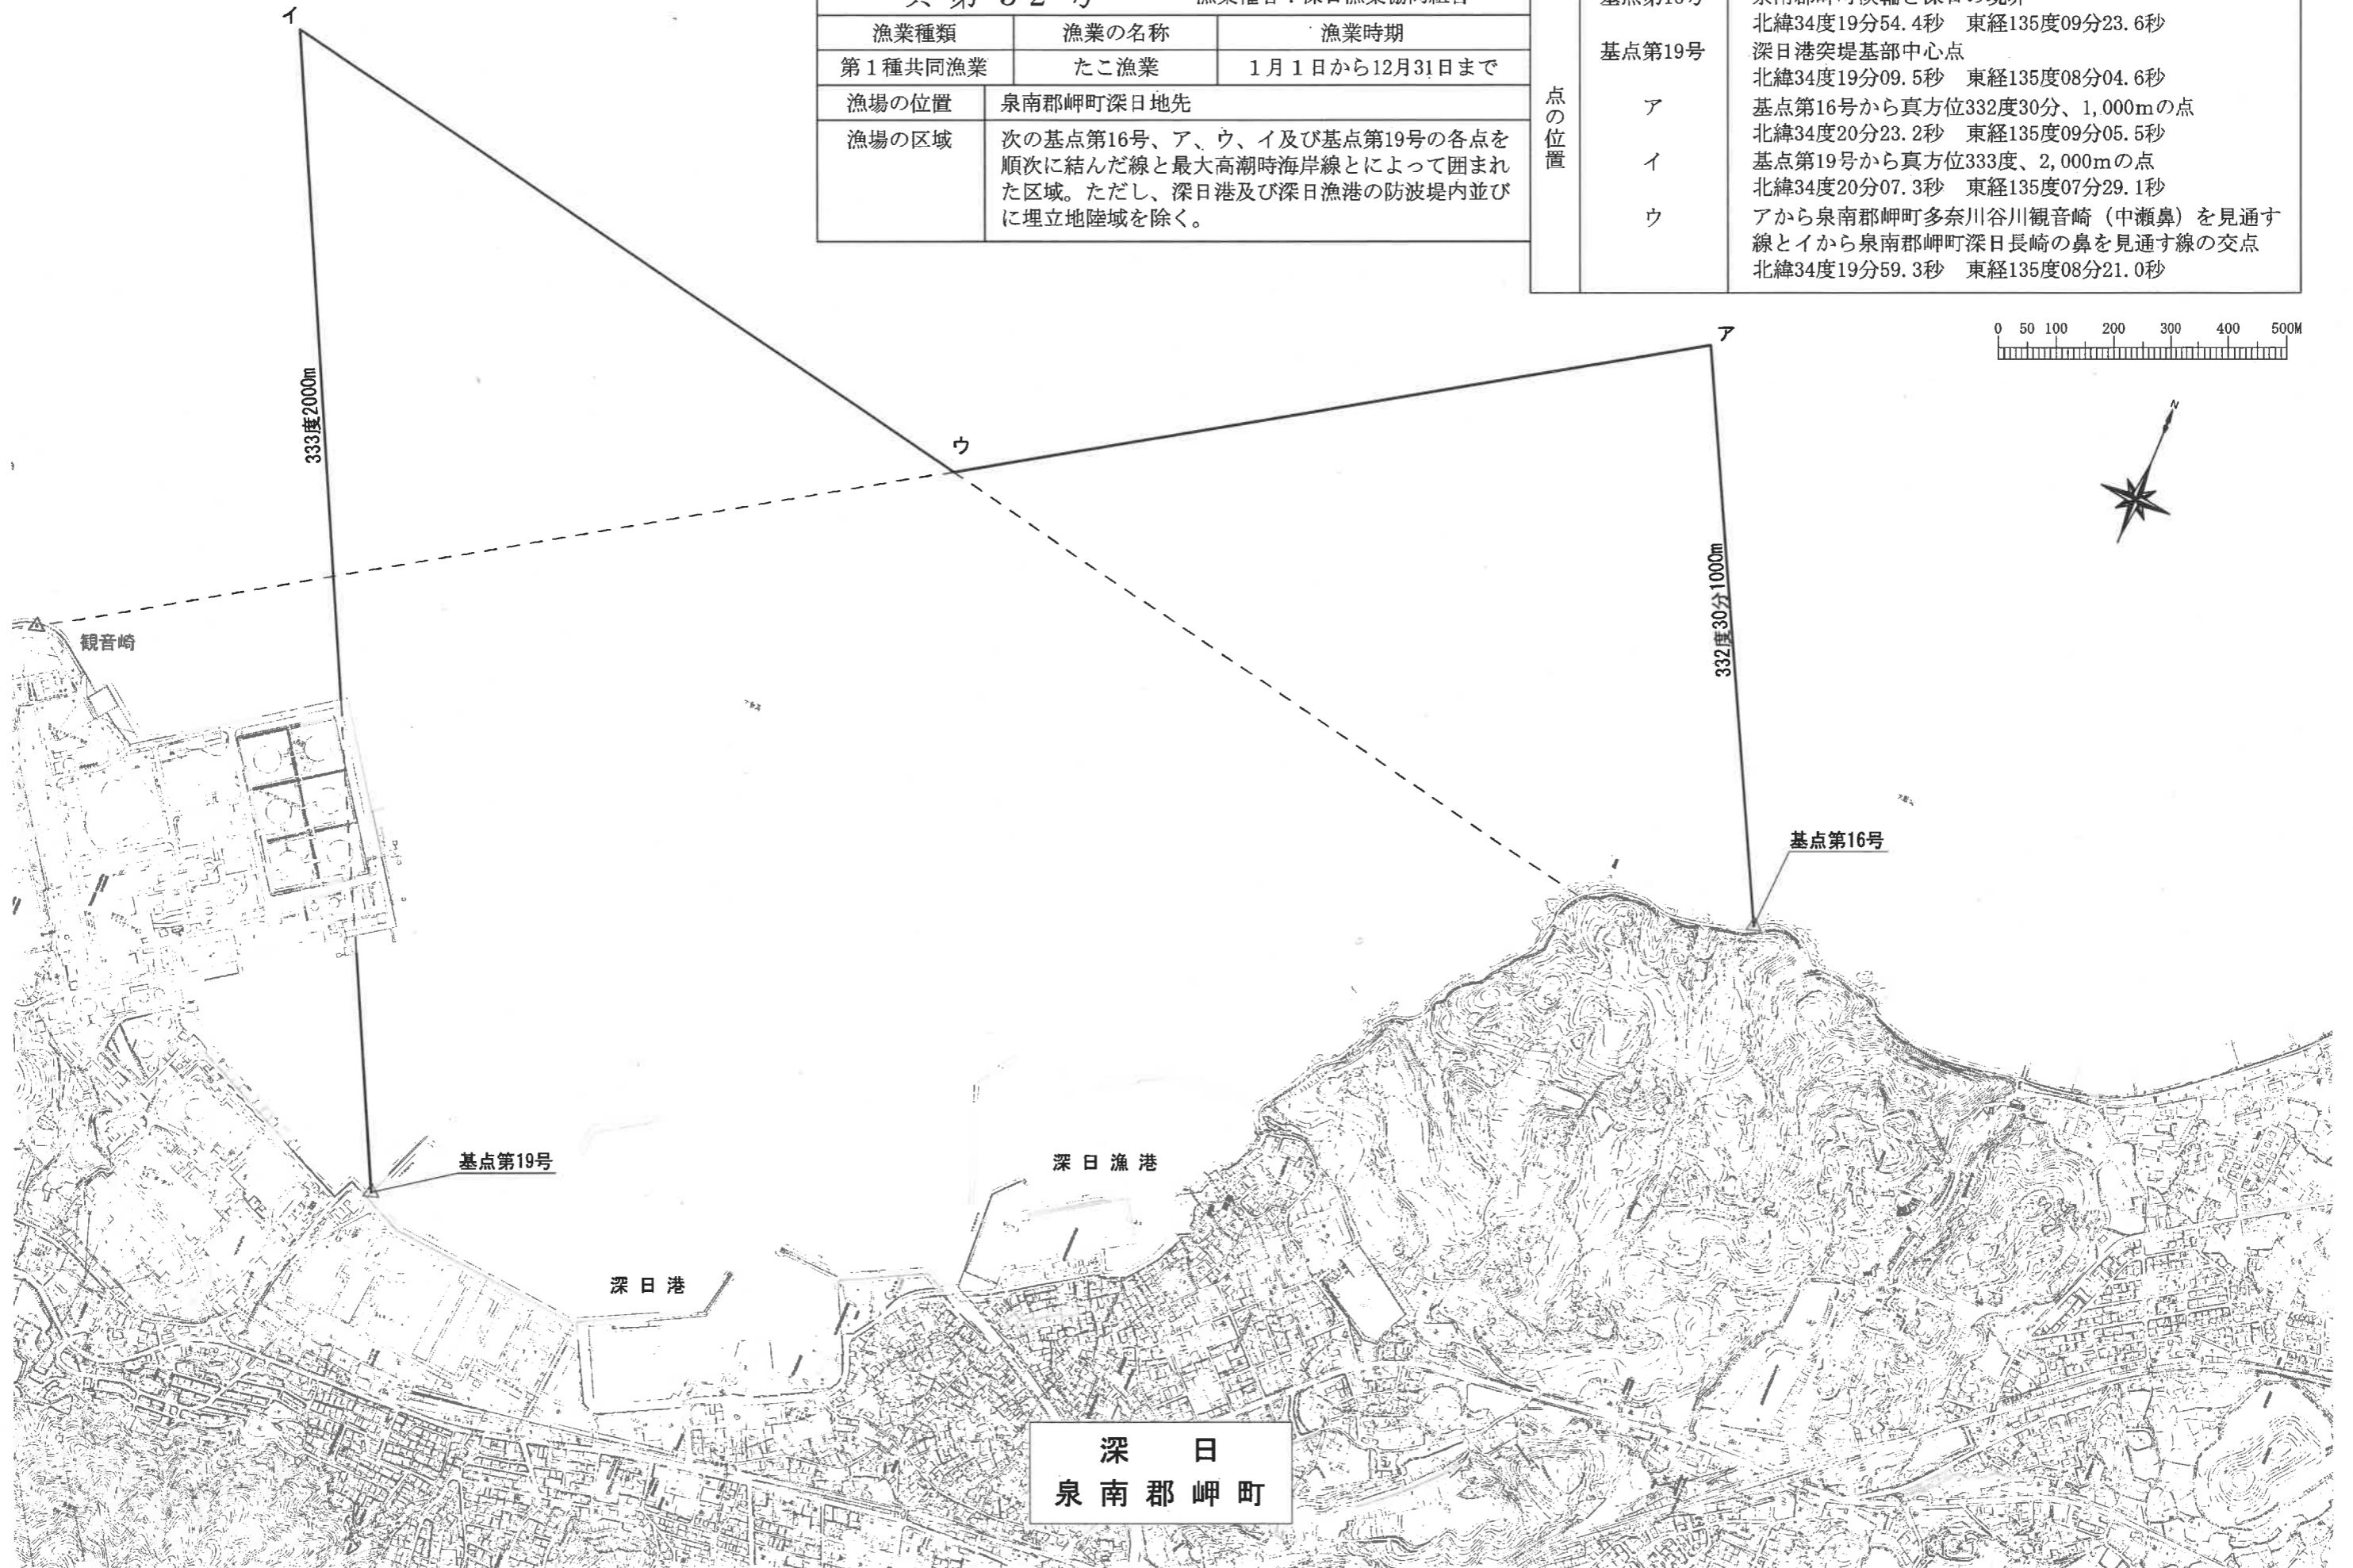 漁業種類 漁業の名称 漁業時期
第1種共同漁業 たこ漁業 1月1日から12月31日まで
漁場の位置 泉南郡岬町深日地先
漁場の区域 次の基点第16号、ア、ウ、イ及び基点第19号の各点を
順次に結んだ線と最大高潮時海岸線とによって囲まれ
た区域。ただし、深日港及び深日漁港の防波堤内並び
に埋立地陸域を除く。
点の位置
北緯34度19分54.4秒 東経135度09分23.6秒
基点第19号 深日港突堤基部中心点
北緯34度19分09.5秒 東経135度08分04.6秒
ア 基点第16号から真方位332度30分、1,000mの点
北緯34度20分23.2秒 東経135度09分05.5秒
イ 基点第19号から真方位333度、2,000mの点
北緯34度20分07.3秒 東経135度07分29.1秒
ウ アから泉南郡岬町多奈川谷川観音崎（中瀬鼻）を見通す
線とイから泉南郡岬町深日長崎の鼻を見通す線の交点
北緯34度19分59.3秒 東経135度08分21.0秒
0 50 100 200 300 400 500M
N
イ
ア
ウ
333度2000m
332度30分1000m
観音崎
基点第16号
基点第19号
深日漁港
深日港
深日
泉南郡岬町